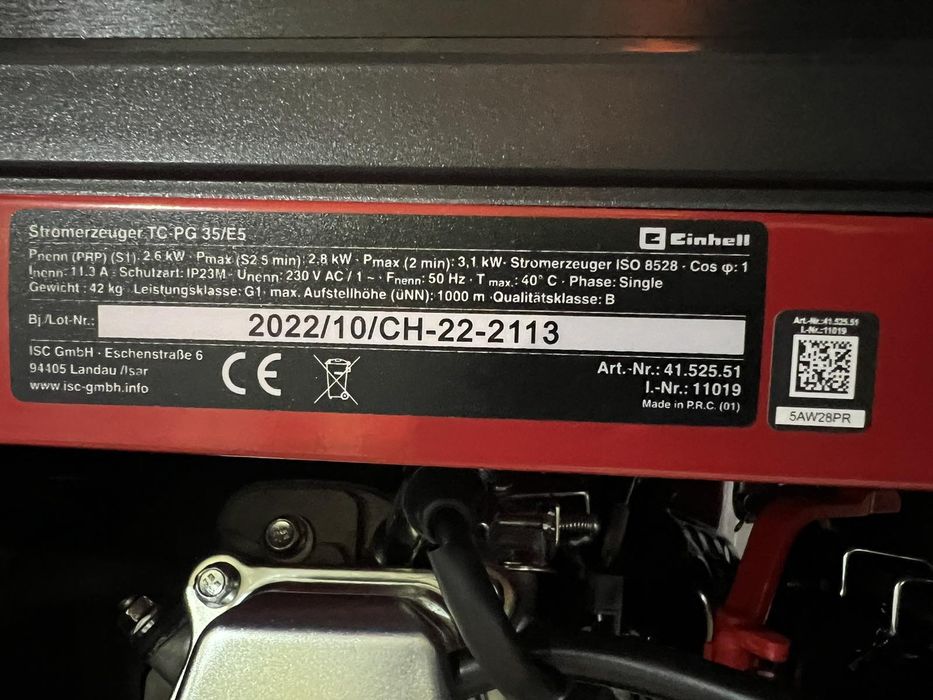 Stromerzeuger TC-PG 35/E5
Einhell
Pnenn (PRP) (S1): 2.6 kW · Pmax (S2 5 min): 2.8 kW · Pmax (2 min): 3,1 kW · Stromerzeuger ISO 8528 · Cos φ: 1
Inenn: 11.3 A · Schutzart: IP23M · Unenn: 230 V AC / 1 ~ · Fnenn: 50 Hz · T max.: 40° C · Phase: Single
Gewicht : 42 kg · Leistungsklasse: G1 · max. Aufstellhöhe (üNN): 1000 m · Qualitätsklasse: B
Bj./Lot-Nr.:
2022/10/CH-22-2113
ISC GmbH · Eschenstraße 6
94405 Landau /Isar
www.isc-gmbh.info
CE
Art.-Nr.: 41.525.51
I.-Nr.: 11019
Made in P.R.C. (01)
Art.-Nr.:41.525.51
I.-Nr.:11019
5AW28PR